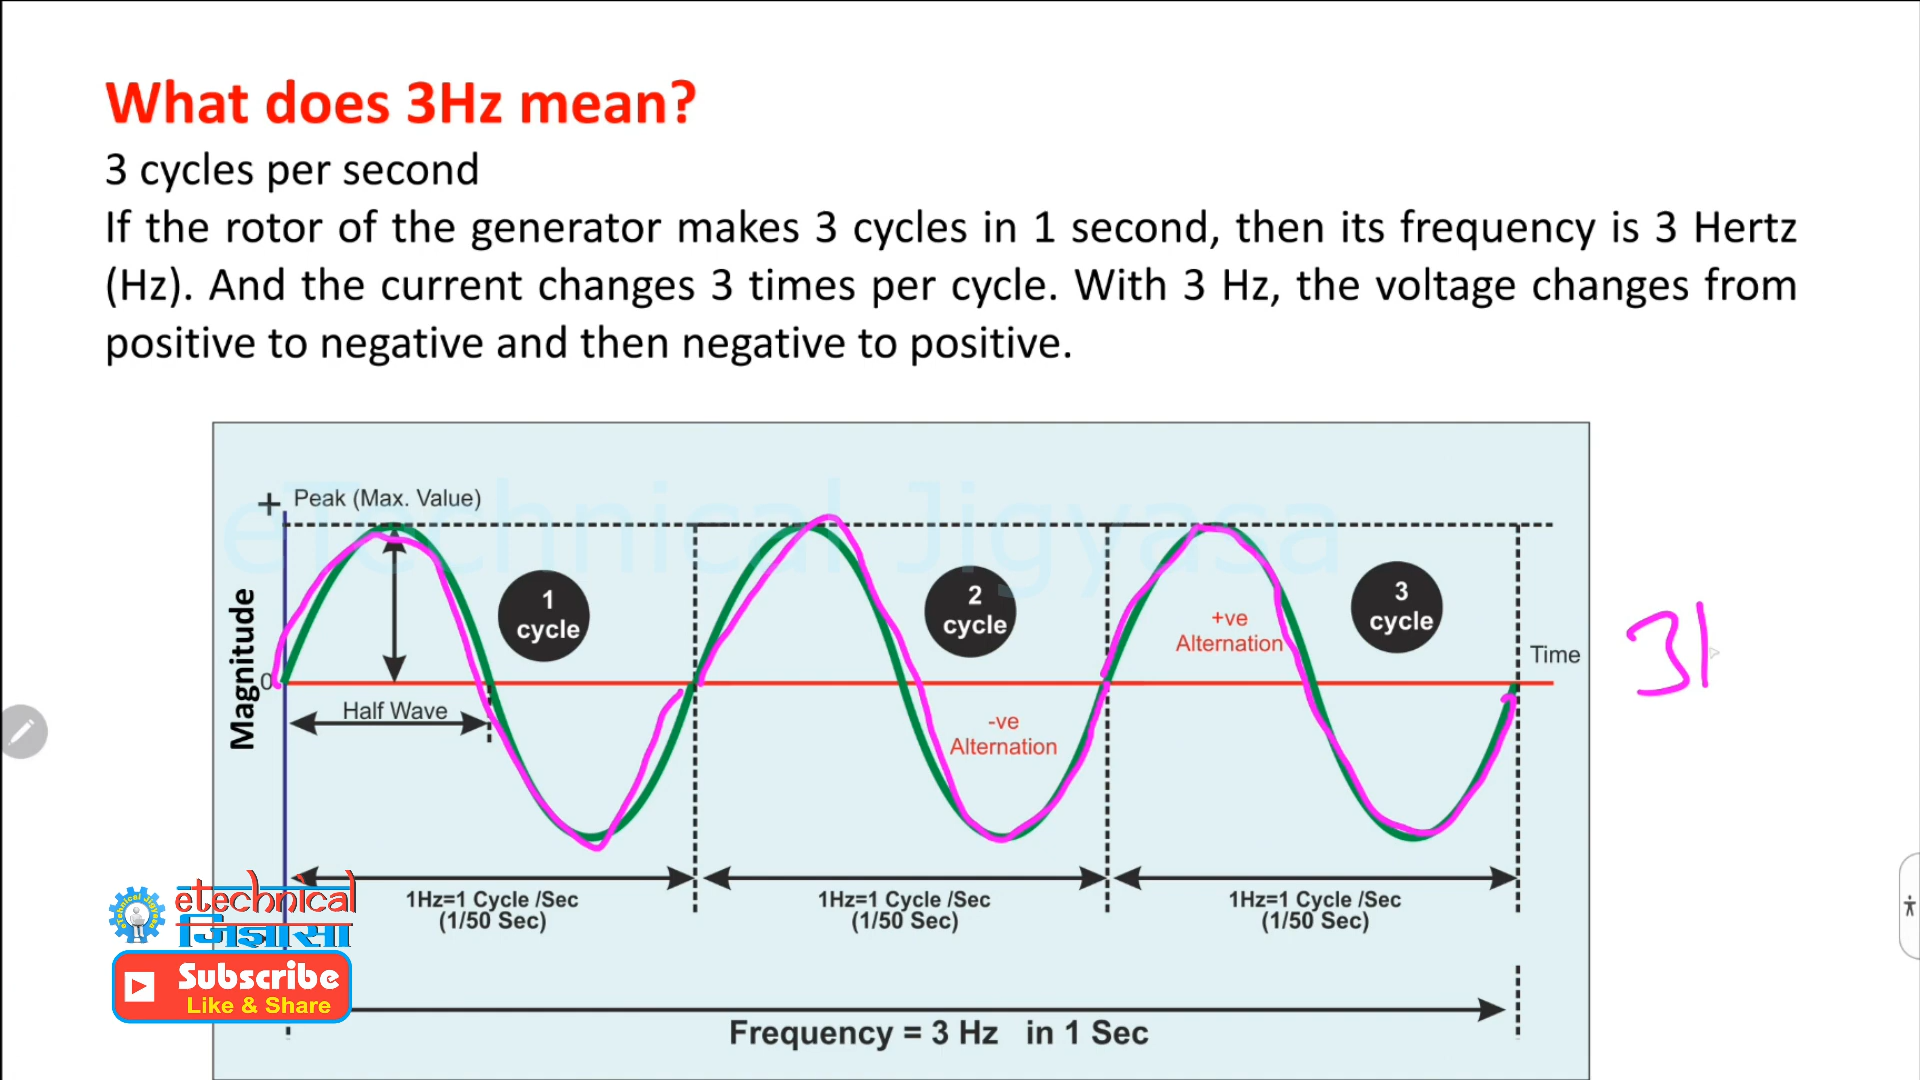 What does 3Hz mean?
3 cycles per second
If the rotor of the generator makes 3 cycles in 1 second, then its frequency is 3 Hertz
(Hz). And the current changes 3 times per cycle. With 3 Hz, the voltage changes from
positive to negative and then negative to positive.
eTechnical Jigyasa
+ Peak (Max. Value)
Magnitude
0
Half Wave
1
cycle
2
cycle
-ve
Alternation
+ve
Alternation
3
cycle
Time
3
1Hz=1 Cycle /Sec
(1/50 Sec)
1Hz=1 Cycle /Sec
(1/50 Sec)
1Hz=1 Cycle /Sec
(1/50 Sec)
Frequency = 3 Hz in 1 Sec
eTechnical Jigyasa
etechnical
जिज्ञासा
Subscribe
Like & Share